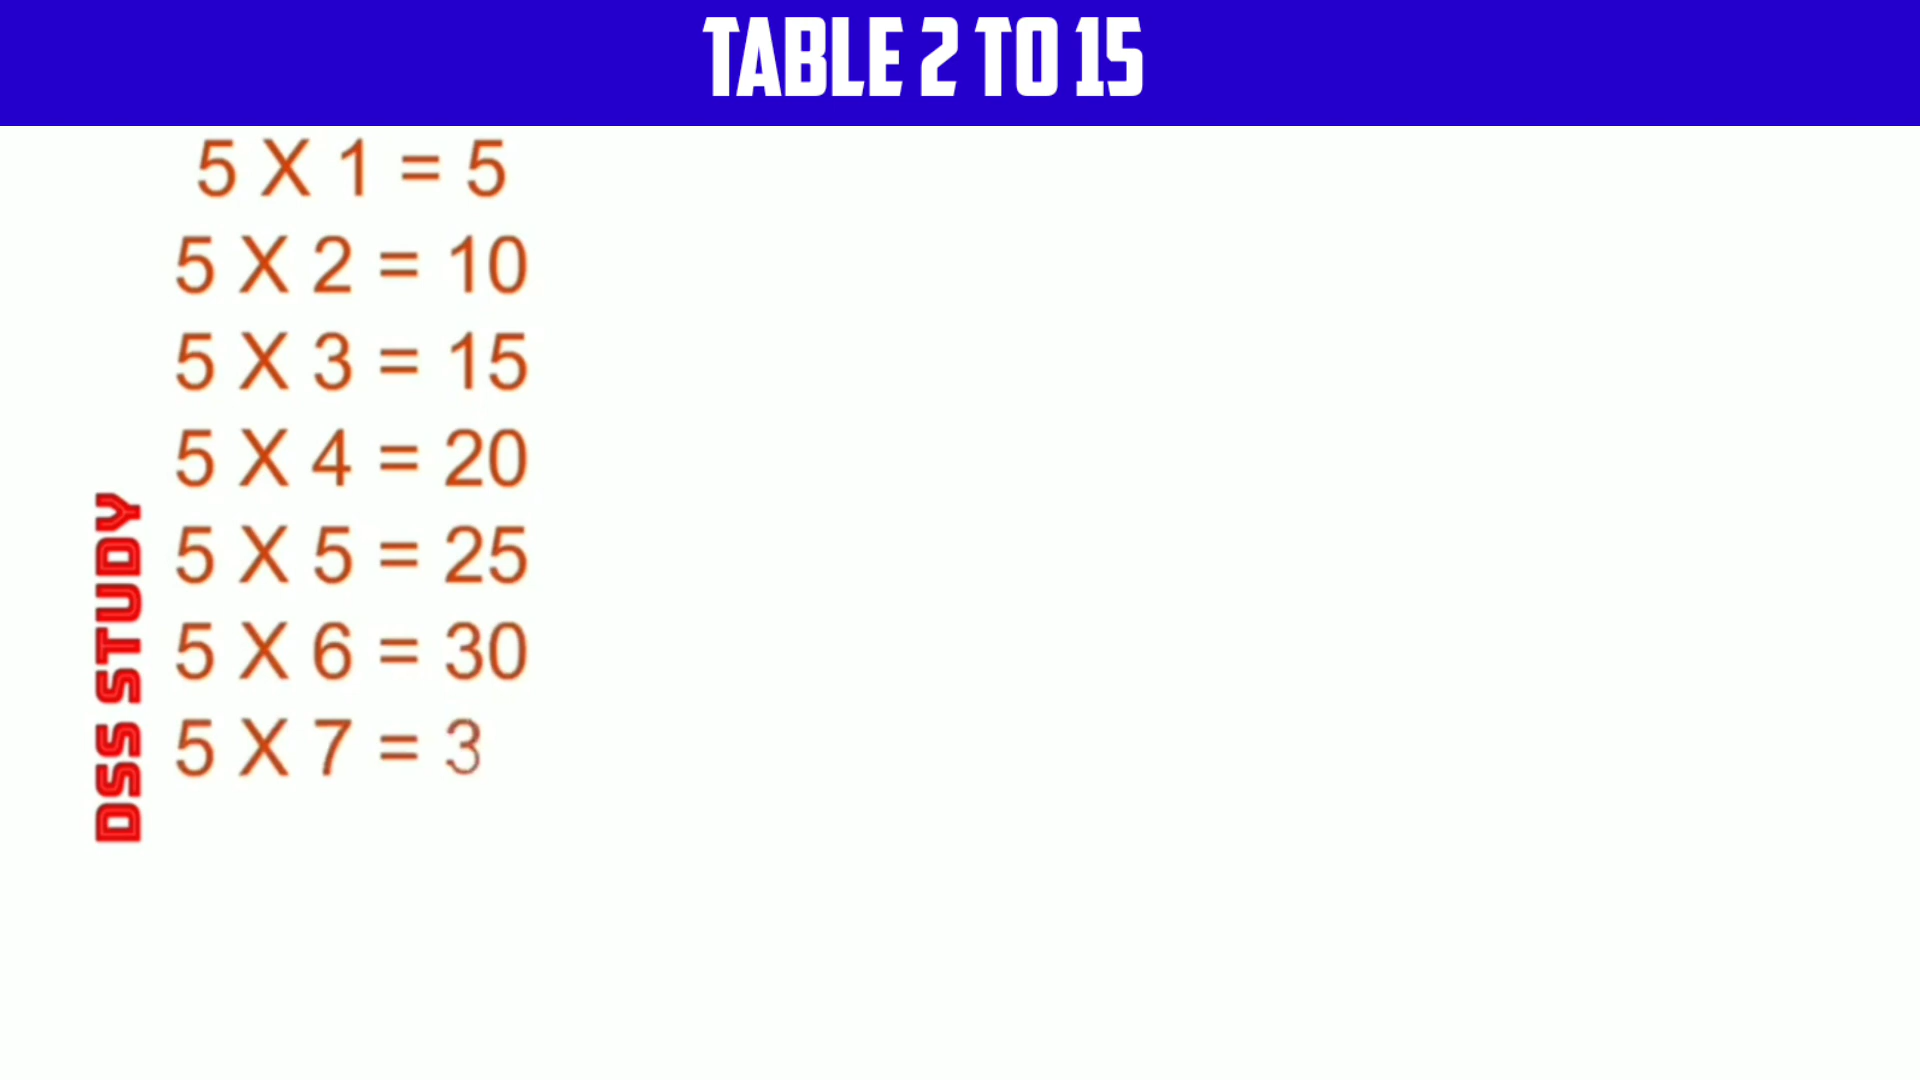 TABLE 2 TO 15
5 X 1 = 5
5 X 2 = 10
5 X 3 = 15
5 X 4 = 20
5 X 5 = 25
5 X 6 = 30
5 X 7 = 3
DSS STUDY